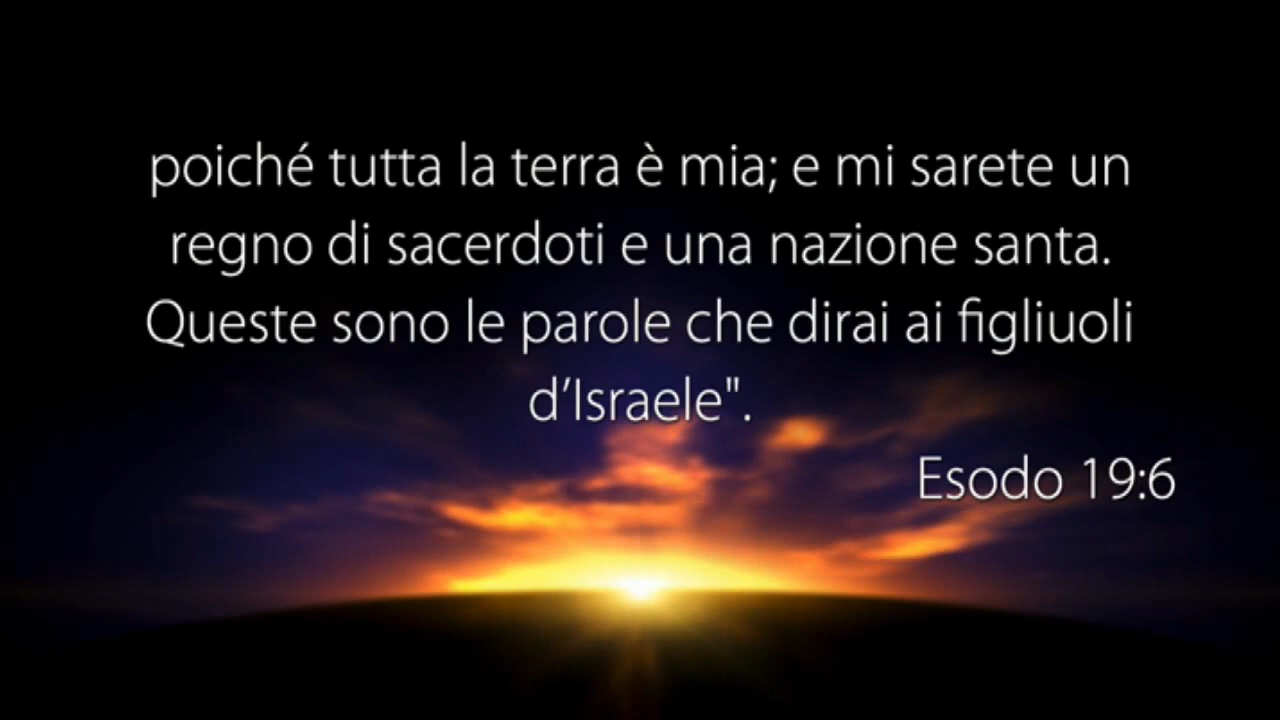 poiché tutta la terra è mia; e mi sarete un
regno di sacerdoti e una nazione santa.
Queste sono le parole che dirai ai figliuoli
d’Israele".
Esodo 19:6